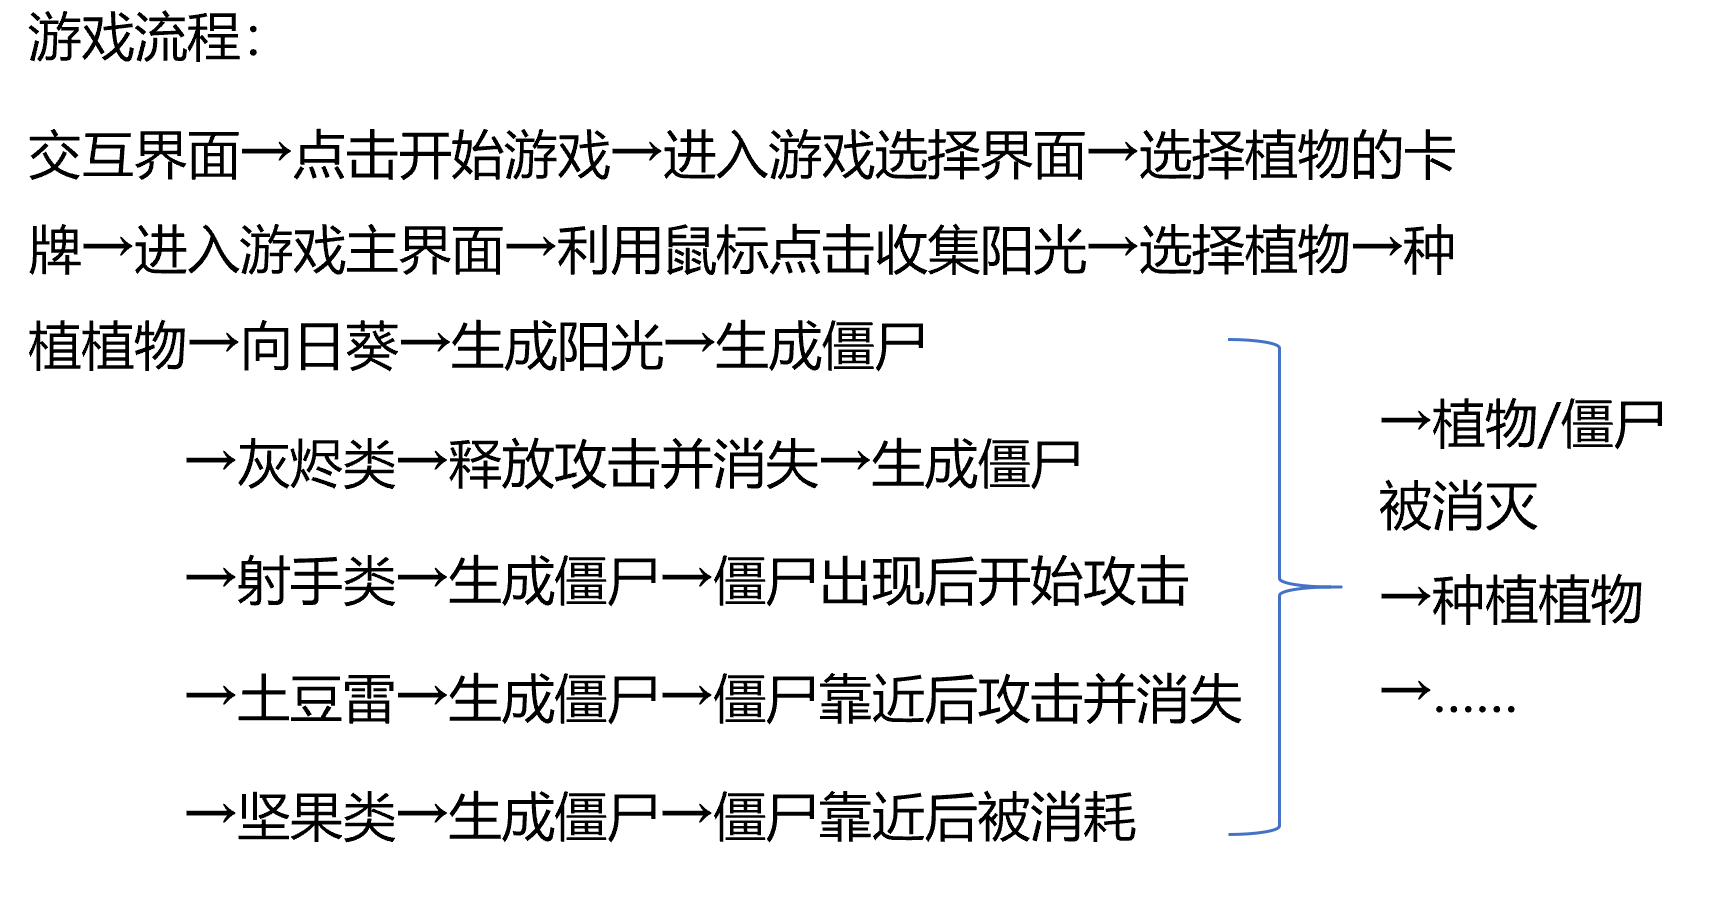 游戏流程：
交互界面→点击开始游戏→进入游戏选择界面→选择植物的卡
牌→进入游戏主界面→利用鼠标点击收集阳光→选择植物→种
植植物→向日葵→生成阳光→生成僵尸
→灰烬类→释放攻击并消失→生成僵尸
→射手类→生成僵尸→僵尸出现后开始攻击
→土豆雷→生成僵尸→僵尸靠近后攻击并消失
→坚果类→生成僵尸→僵尸靠近后被消耗
→植物/僵尸
被消灭
→种植植物
→……